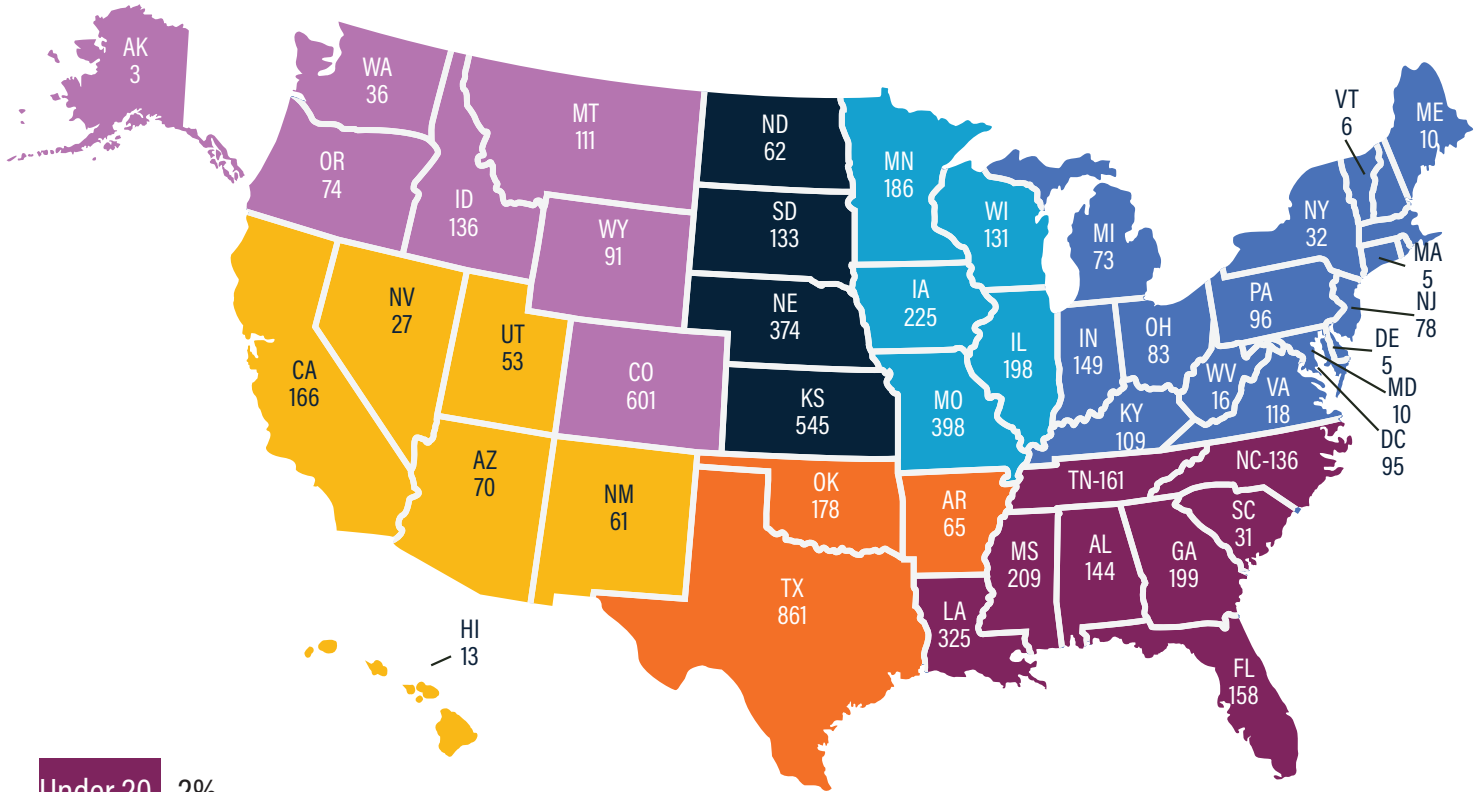 AK
3
WA
36
OR
74
ID
136
MT
111
WY
91
CO
601
CA
166
NV
27
UT
53
AZ
70
NM
61
HI
13
ND
62
SD
133
NE
374
KS
545
MN
186
WI
131
IA
225
IL
198
MO
398
OK
178
AR
65
TX
861
MI
73
IN
149
OH
83
KY
109
WV
16
VA
118
PA
96
NY
32
VT
6
ME
10
MA
5
NJ
78
DE
5
MD
10
DC
95
TN-161
NC-136
SC
31
MS
209
AL
144
GA
199
LA
325
FL
158
Under 20 2%